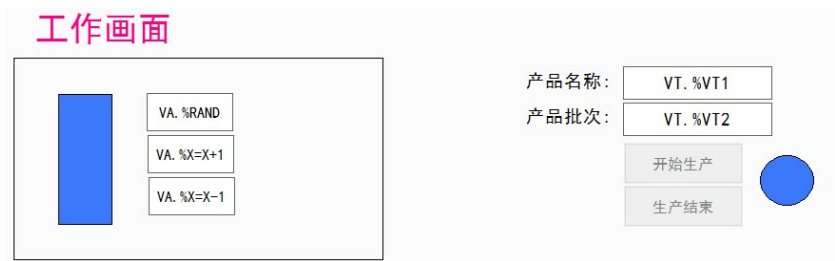 工作画面
VA.%RAND
VA.%X=X+1
VA.%X=X-1
产品名称： VT.%VT1
产品批次： VT.%VT2
开始生产
生产结束